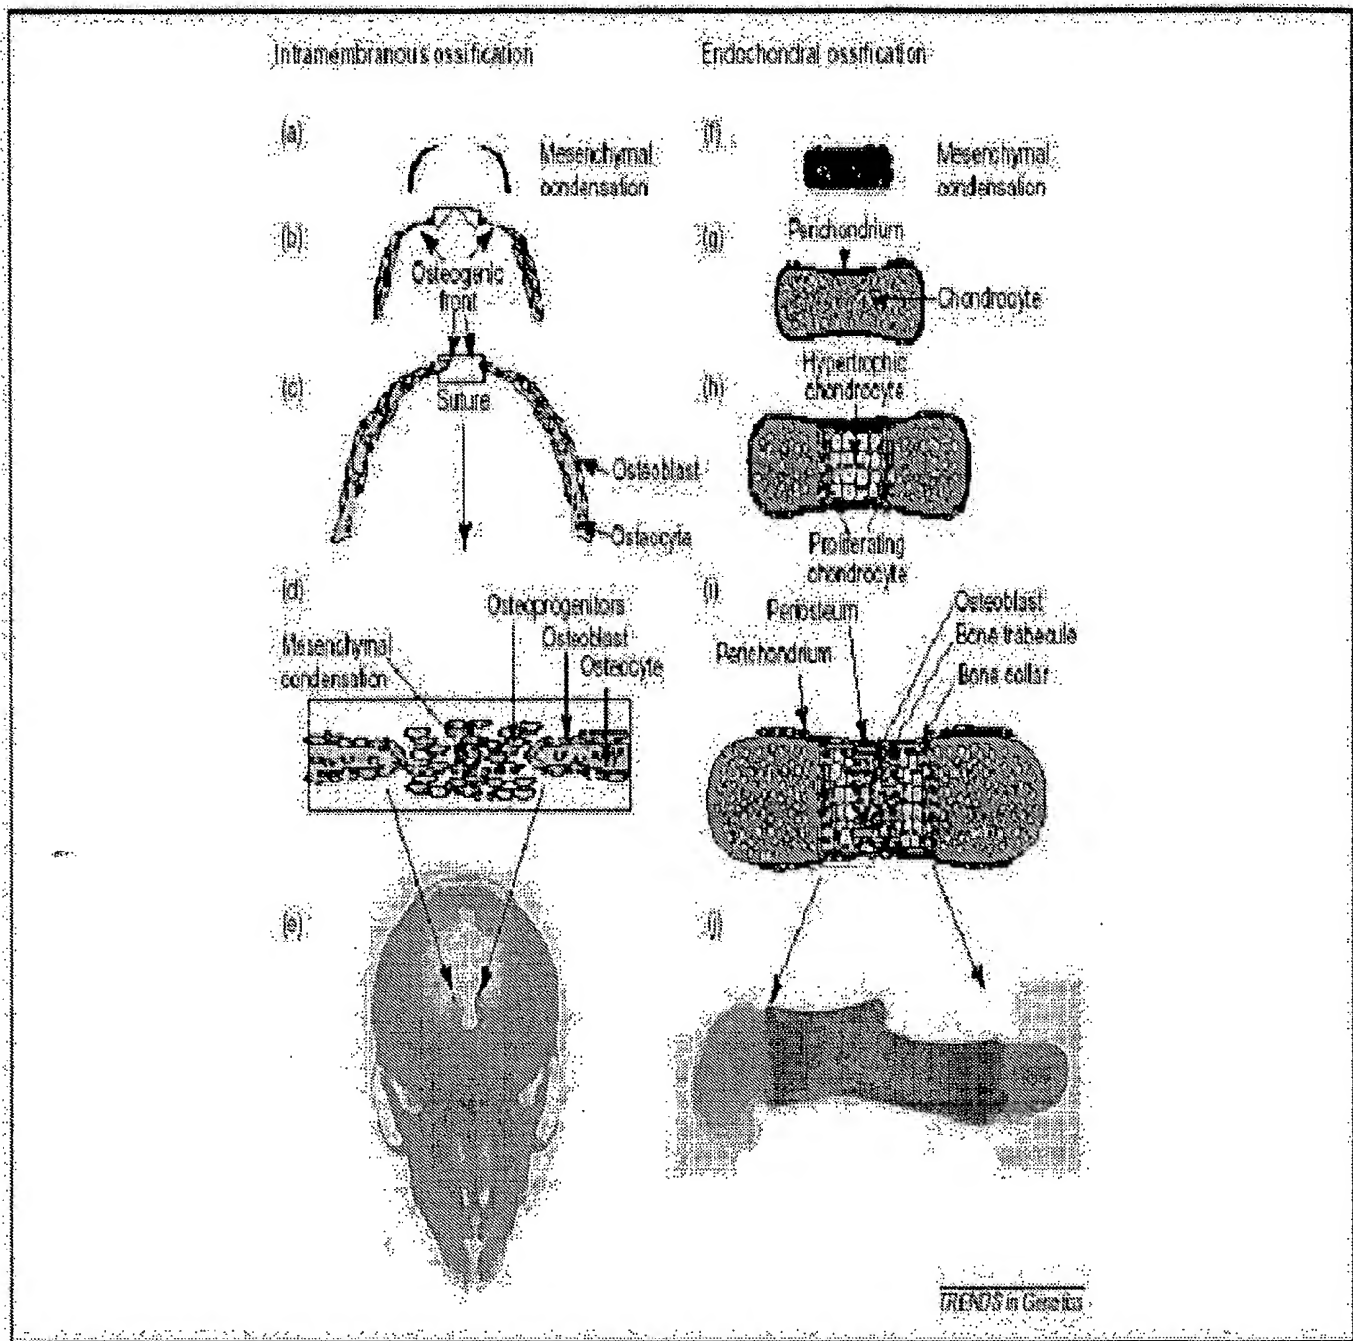 Intramembranous ossification
(a)
Mesenchymal
condensation
(b)
Osteogenic
front
(c)
Suture
Osteoblast
Osteocyte
(d)
Osteoprogenitors
Osteoblast
Osteocyte
Mesenchymal
condensation
(e)
Endochondral ossification
(f)
Mesenchymal
condensation
(g)
Perichondrium
Chondrocyte
(h)
Hypertrophic
chondrocyte
Proliferating
chondrocyte
(i)
Periosteum
Perichondrium
Osteoblast
Bone trabecula
Bone collar
(j)
TRENDS in Genetics